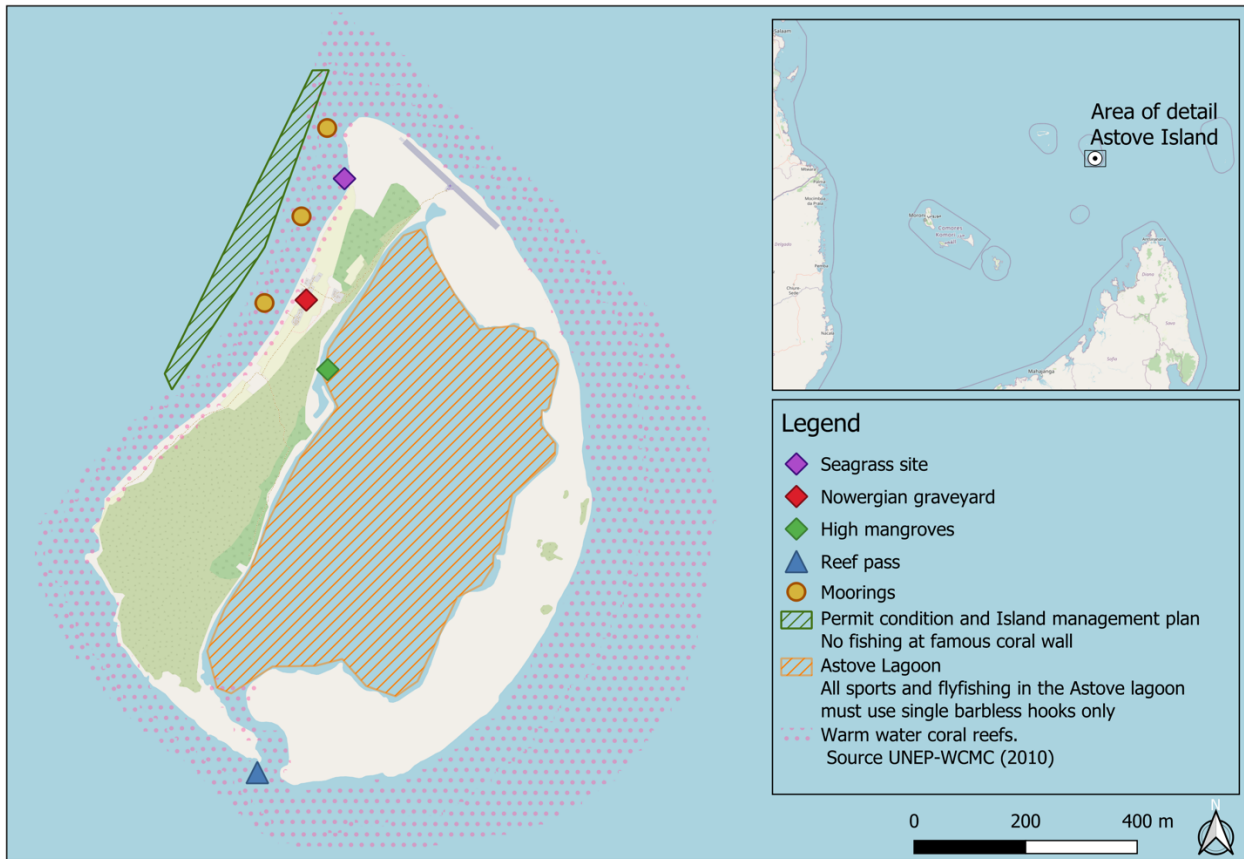 Area of detail
Astove Island
Legend
Seagrass site
Nowergian graveyard
High mangroves
Reef pass
Moorings
Permit condition and Island management plan
No fishing at famous coral wall
Astove Lagoon
All sports and flyfishing in the Astove lagoon
must use single barbless hooks only
Warm water coral reefs.
Source UNEP-WCMC (2010)
0 200 400 m
N